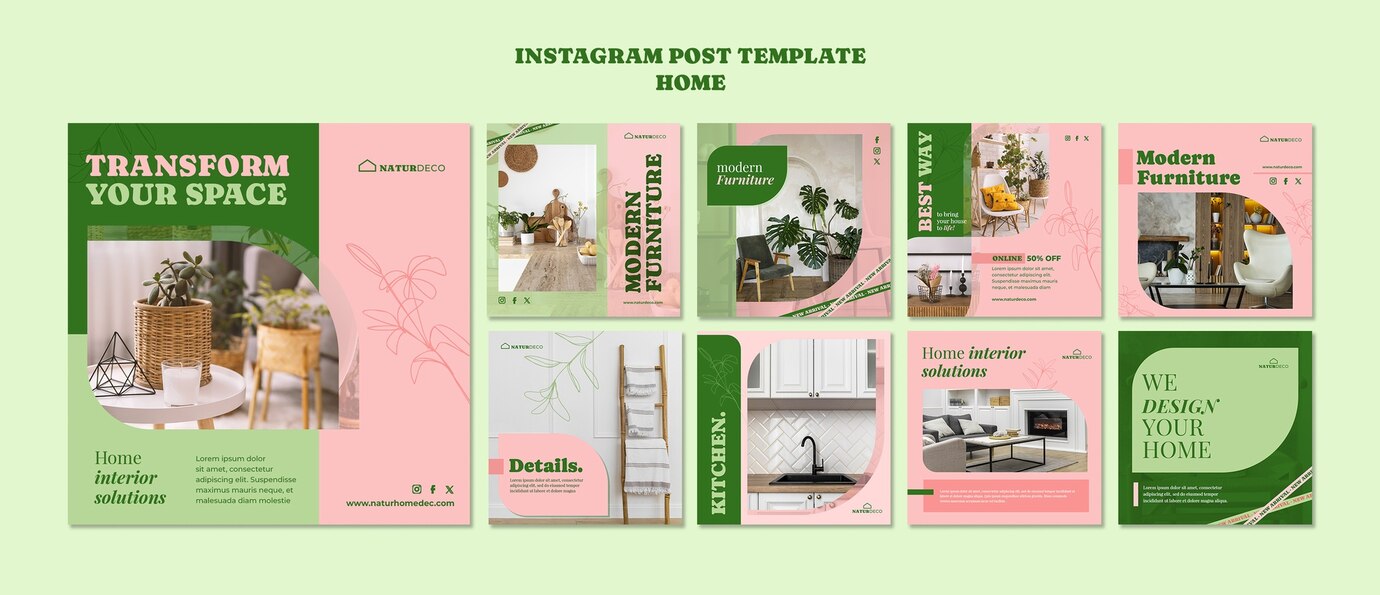 INSTAGRAM POST TEMPLATE
HOME
TRANSFORM
YOUR SPACE
NATURDECO
Home
interior
solutions
Lorem ipsum dolor
sit amet, consectetur
adipiscing elit. Suspendisse
maximus mauris neque, et
malesuada diam molestie
www.naturhomedec.com
NEW ARRIVAL - NEW
NATURDECO
MODERN
FURNITURE
www.naturdeco.com
modern
Furniture
NEW ARRIVAL
NEW ARRIVAL
BEST WAY
to bring
your house
to life!
ONLINE 50% OFF
Lorem ipsum dolor sit amet,
consectetur adipiscing elit.
Suspendisse maximus mauris
neque, et malesuada diam
www.naturdeco.com
NATURDECO
Modern
Furniture
www.naturdeco.com
NATURDECO
Details.
Lorem ipsum dolor sit amet, consectetur
adipiscing elit, sed do eiusmod tempor
incididunt ut labore et dolore magna
KITCHEN.
NATURDECO
Home interior
solutions
NATURDECO
NATURDECO
WE
DESIGN
YOUR
HOME
Lorem ipsum dolor sit amet, consectetur
adipiscing elit, sed do eiusmod tempor
incididunt ut labore et dolore magna aliqua.
NEW ARRIVAL
NEW ARRIVAL